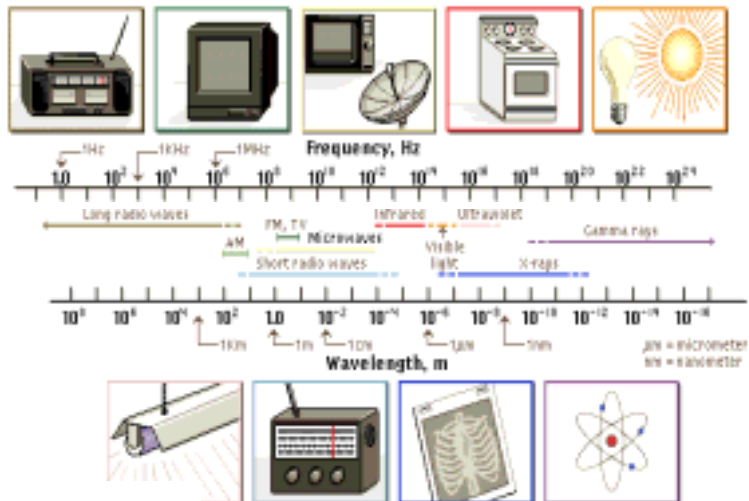 1Hz 1kHz 1MHz Frequency, Hz
1.0 10² 10⁴ 10⁶ 10⁸ 10¹⁰ 10¹² 10¹⁴ 10¹⁶ 10¹⁸ 10²⁰ 10²² 10²⁴
Long radio waves FM, TV Infrared Ultraviolet
AM Microwaves Visible Gamma rays
Short radio waves light X-rays
10⁸ 10⁶ 10⁴ 10² 1.0 10⁻² 10⁻⁴ 10⁻⁶ 10⁻⁸ 10⁻¹⁰ 10⁻¹² 10⁻¹⁴ 10⁻¹⁶
1km 1m 1cm 1µm 1nm µm = micrometer
Wavelength, m nm = nanometer